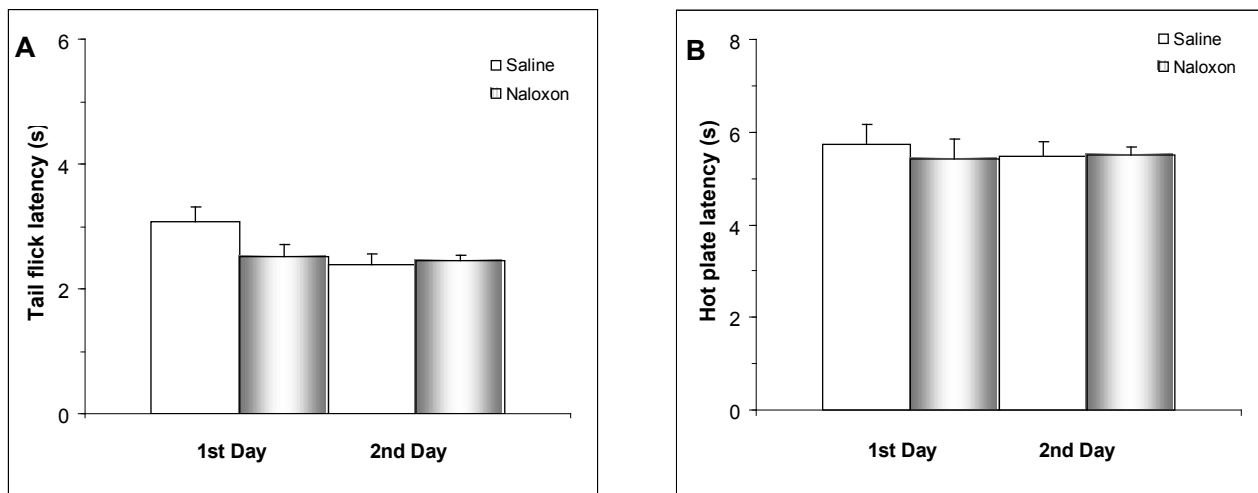 A
Tail flick latency (s)
6
4
2
0
Saline
Naloxon
1st Day 2nd Day
B
Hot plate latency (s)
8
6
4
2
0
Saline
Naloxon
1st Day 2nd Day